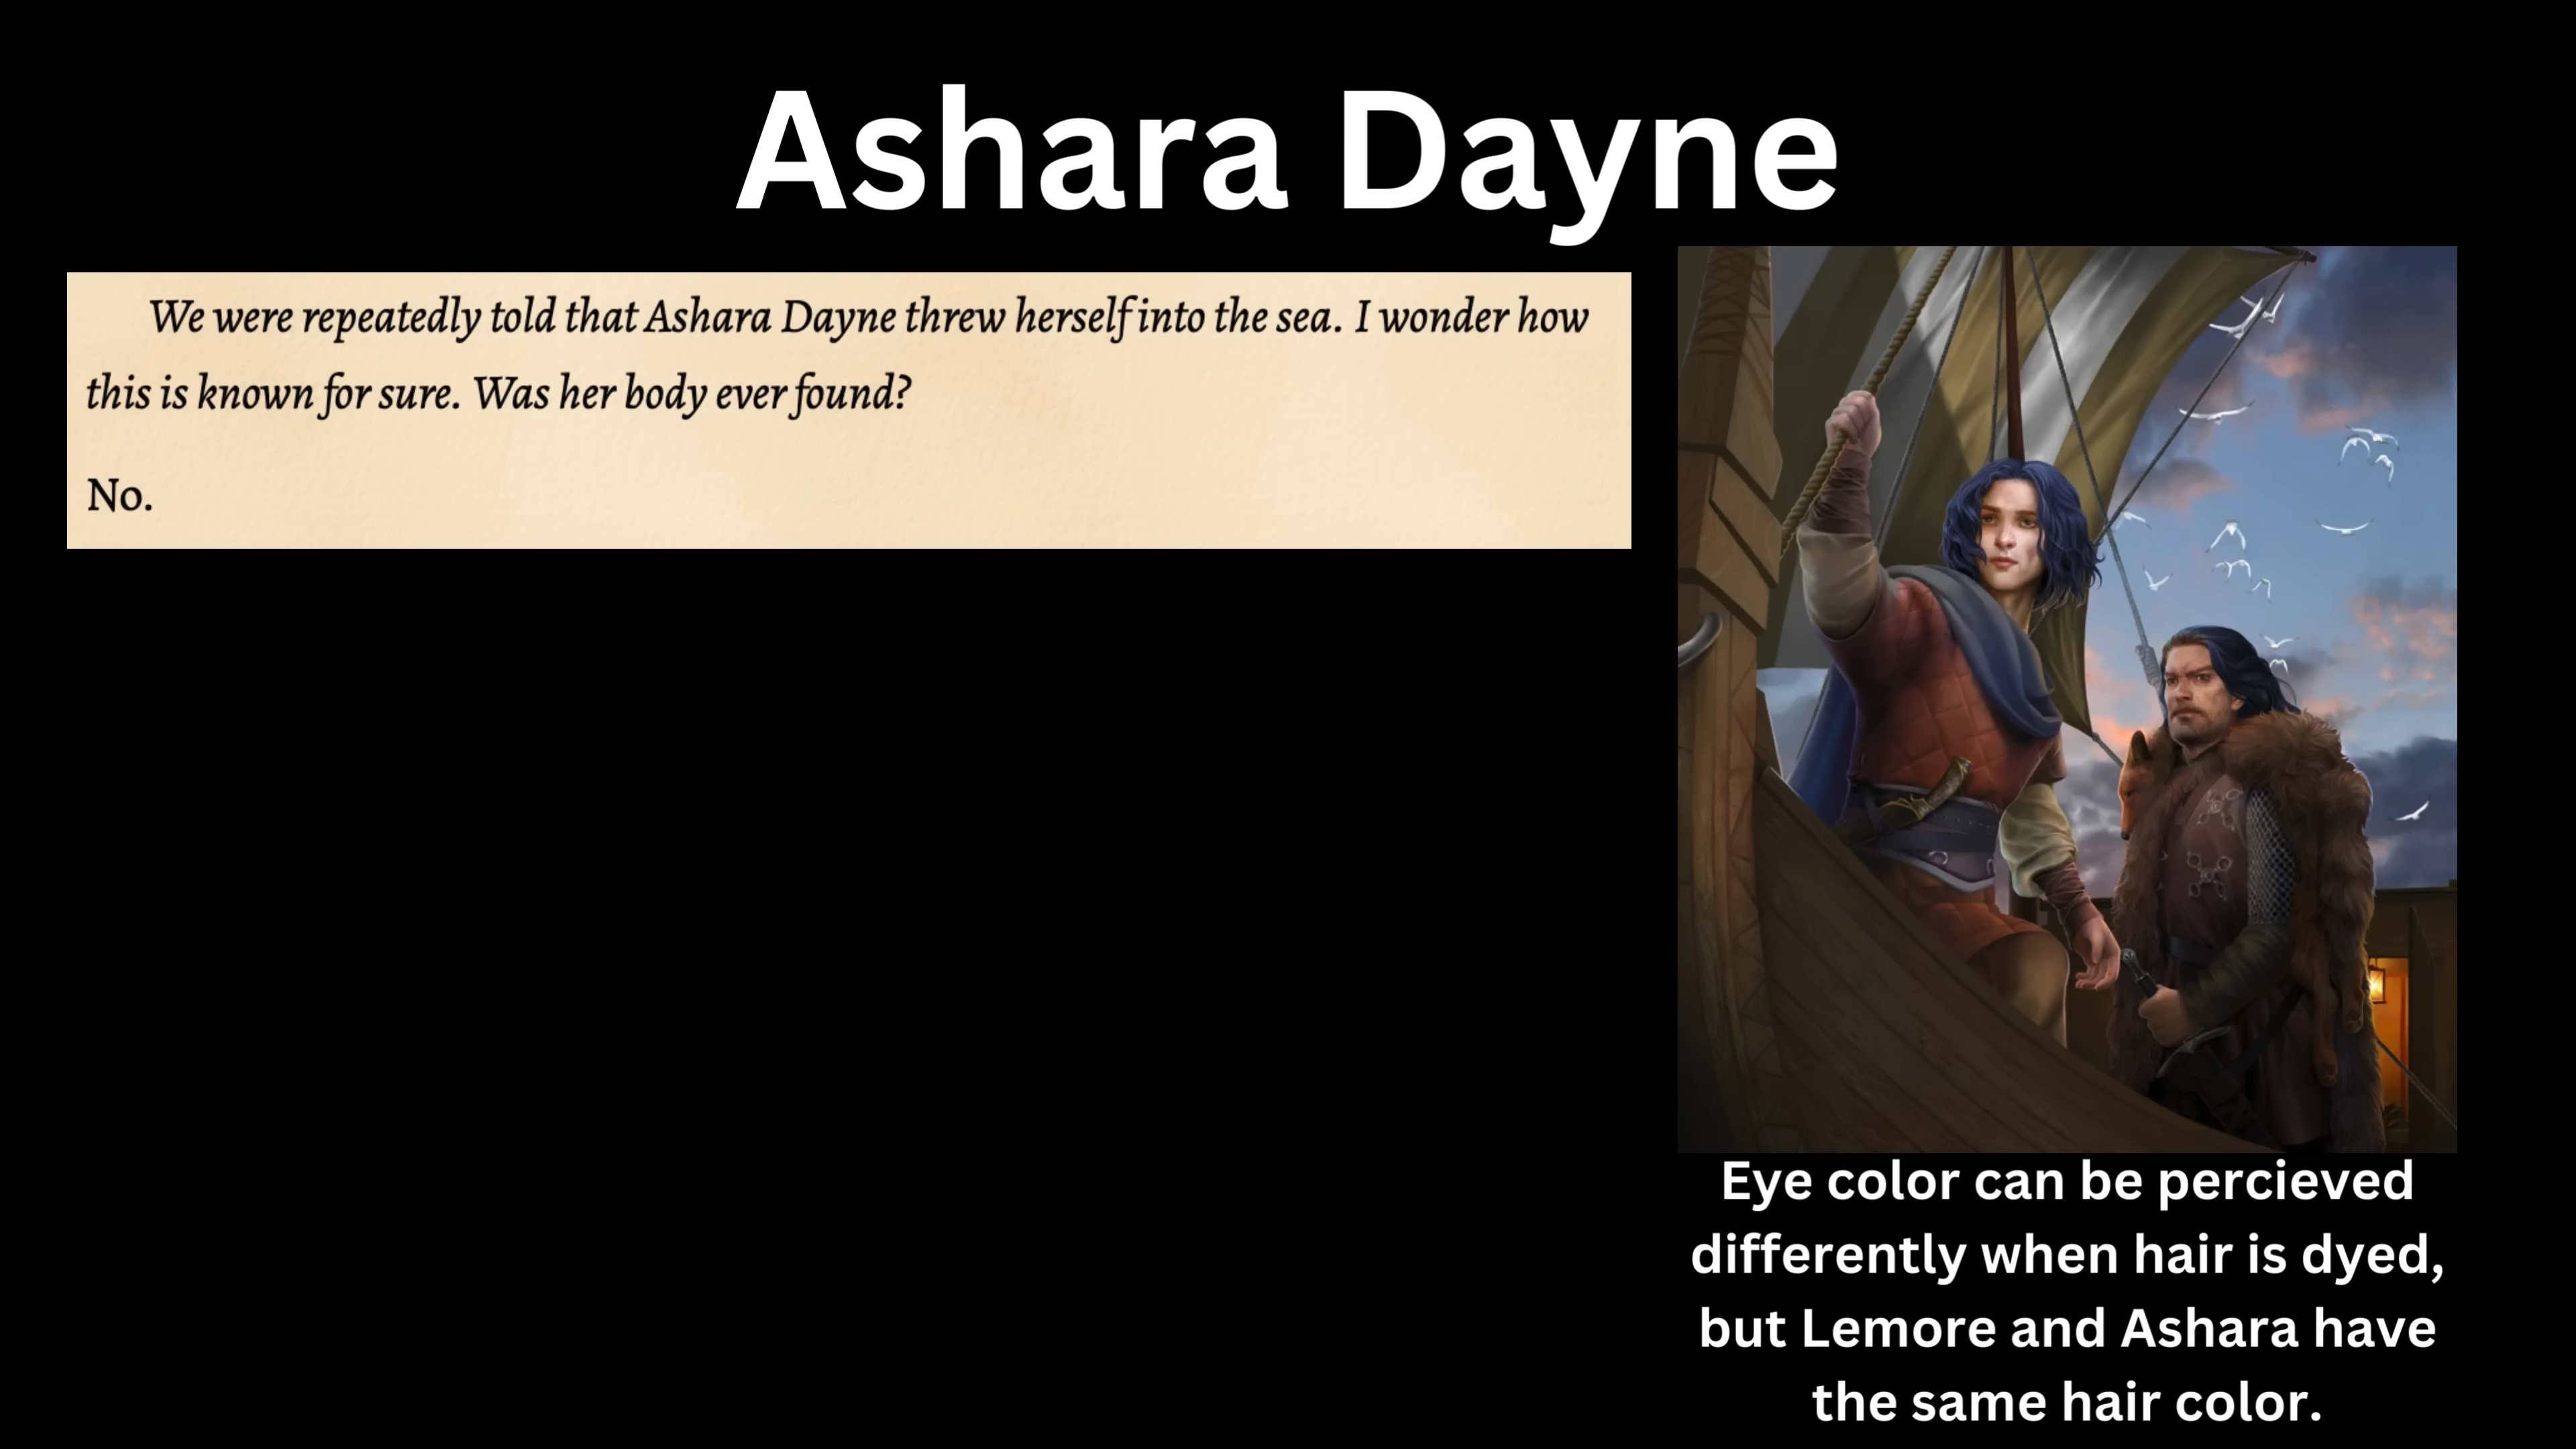 Ashara Dayne
We were repeatedly told that Ashara Dayne threw herself into the sea. I wonder how
this is known for sure. Was her body ever found?
No.
Eye color can be percieved
differently when hair is dyed,
but Lemore and Ashara have
the same hair color.